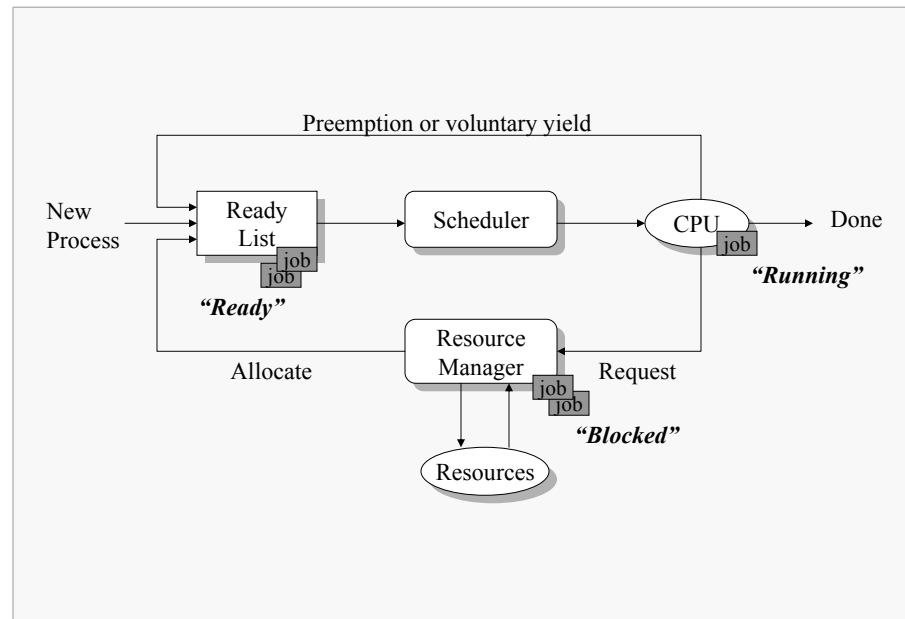 Preemption or voluntary yield
New
Process
Ready
List
job
job
“Ready”
Scheduler
CPU
job
Done
“Running”
Allocate
Resource
Manager
job
job
Request
“Blocked”
Resources